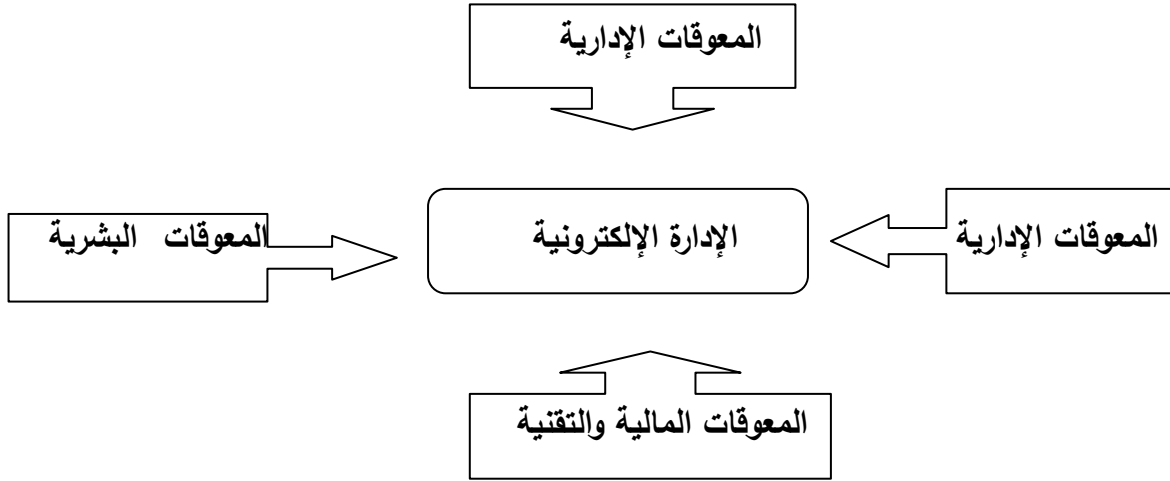 المعوقات الإدارية
المعوقات الإدارية
الإدارة الإلكترونية
المعوقات البشرية
المعوقات المالية والتقنية